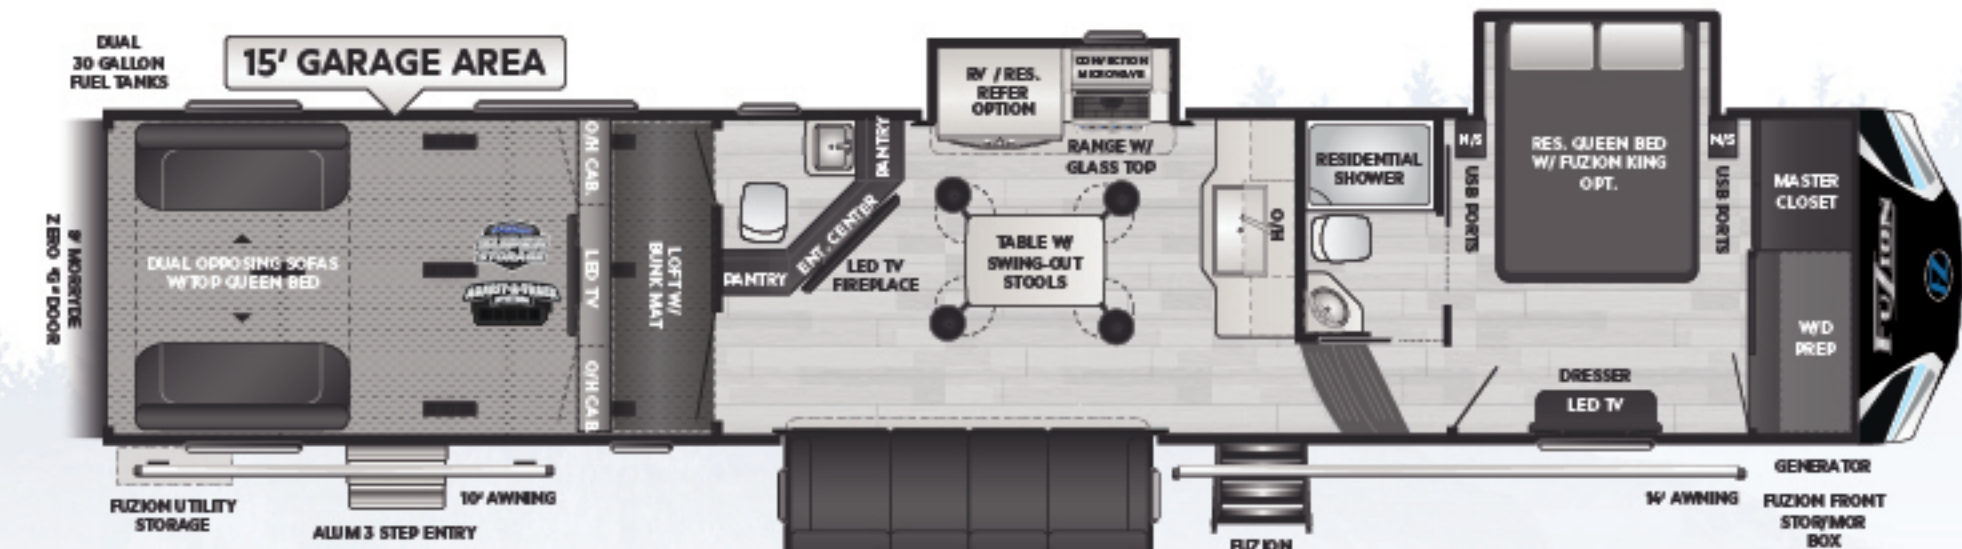 DUAL
30 GALLON
FUEL TANKS
15' GARAGE AREA
9' MORRYDE
ZERO "G" DOOR
DUAL OPPOSING SOFAS
W/TOP QUEEN BED
O/H CAB
LED TV
O/H CAB
LOFT W/
BUNK MAT
PANTRY
ENT. CENTER
PANTRY
LED TV
FIREPLACE
RV / RES.
REFER
OPTION
CONVECTION
MICROWAVE
RANGE W/
GLASS TOP
TABLE W/
SWING-OUT
STOOLS
O/H
RESIDENTIAL
SHOWER
N/S
USB PORTS
RES. QUEEN BED
W/ FUZION KING
OPT.
N/S
USB PORTS
MASTER
CLOSET
W/D
PREP
FUZION
DRESSER
LED TV
FUZION UTILITY
STORAGE
10' AWNING
ALUM 3 STEP ENTRY
FUZION
14' AWNING
GENERATOR
FUZION FRONT
STOR/MOR
BOX